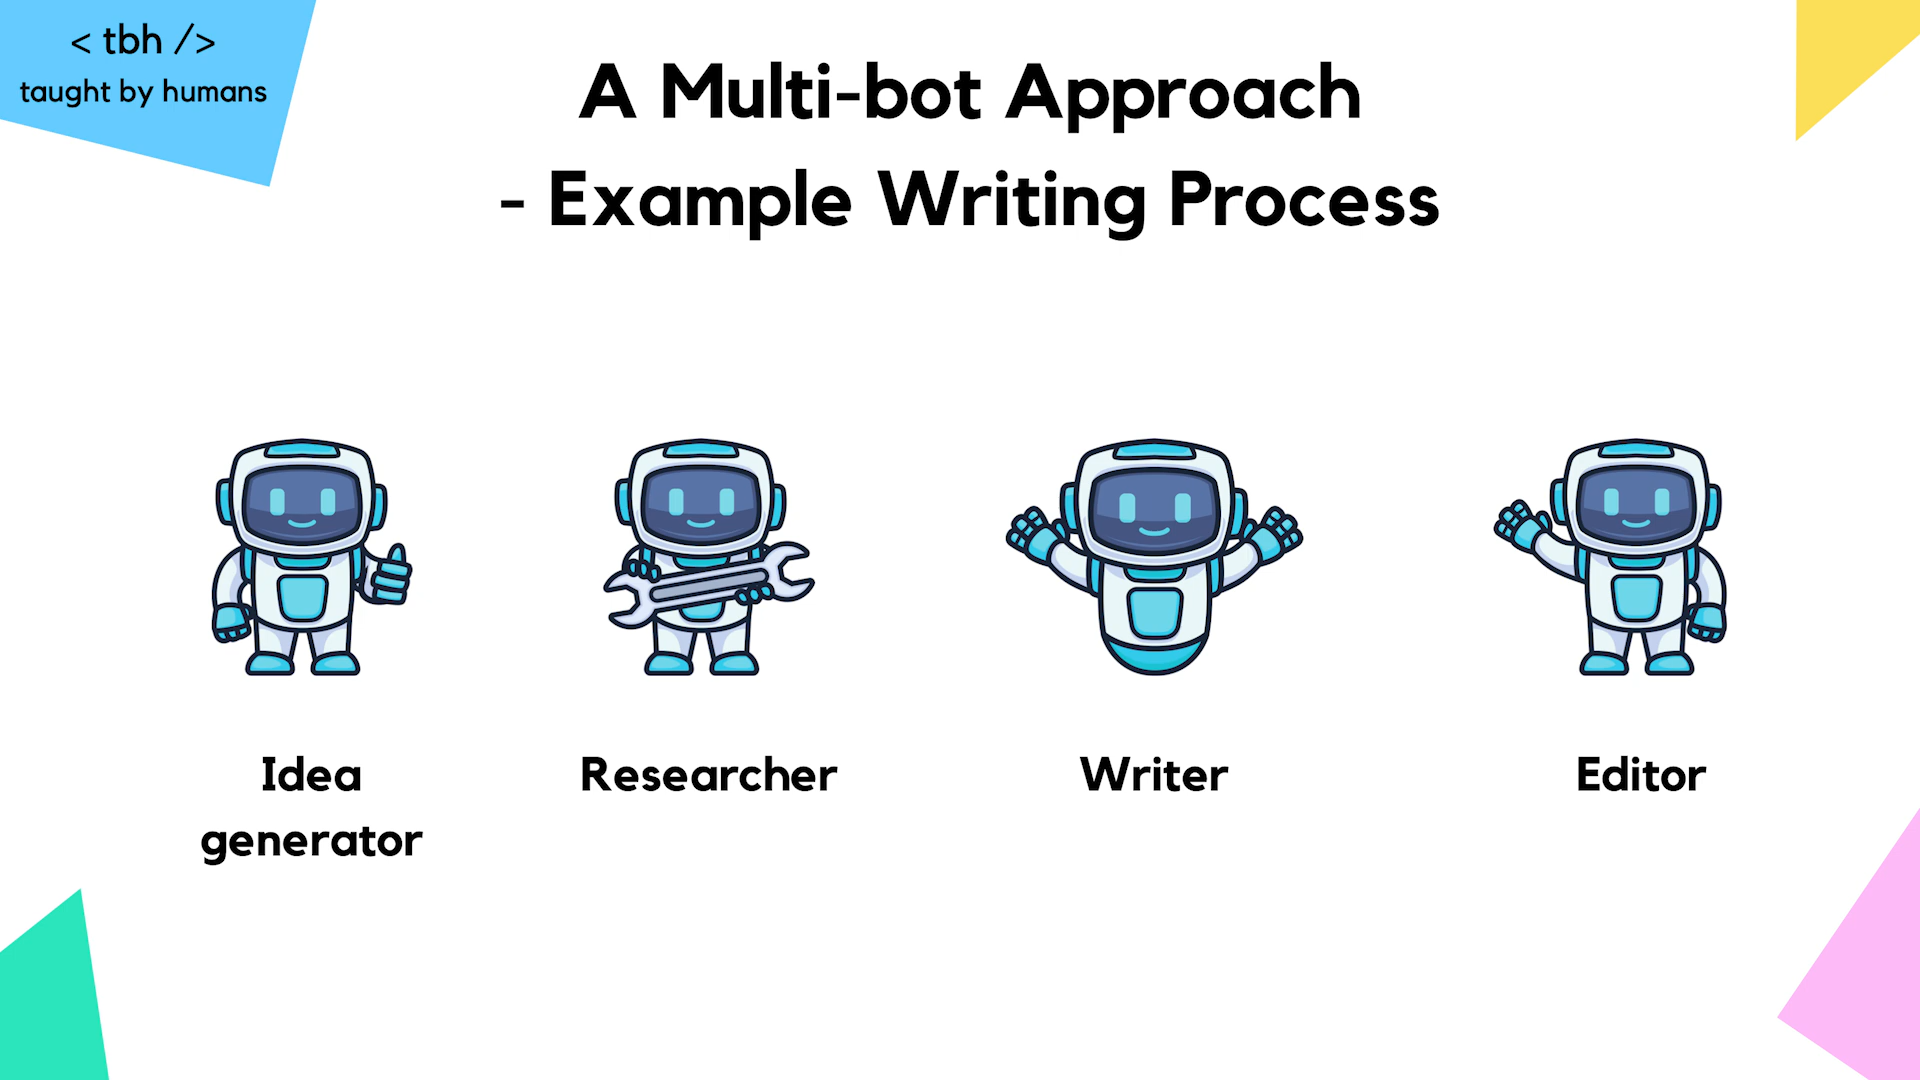 < tbh />
taught by humans
A Multi-bot Approach
- Example Writing Process
Idea
generator
Researcher
Writer
Editor